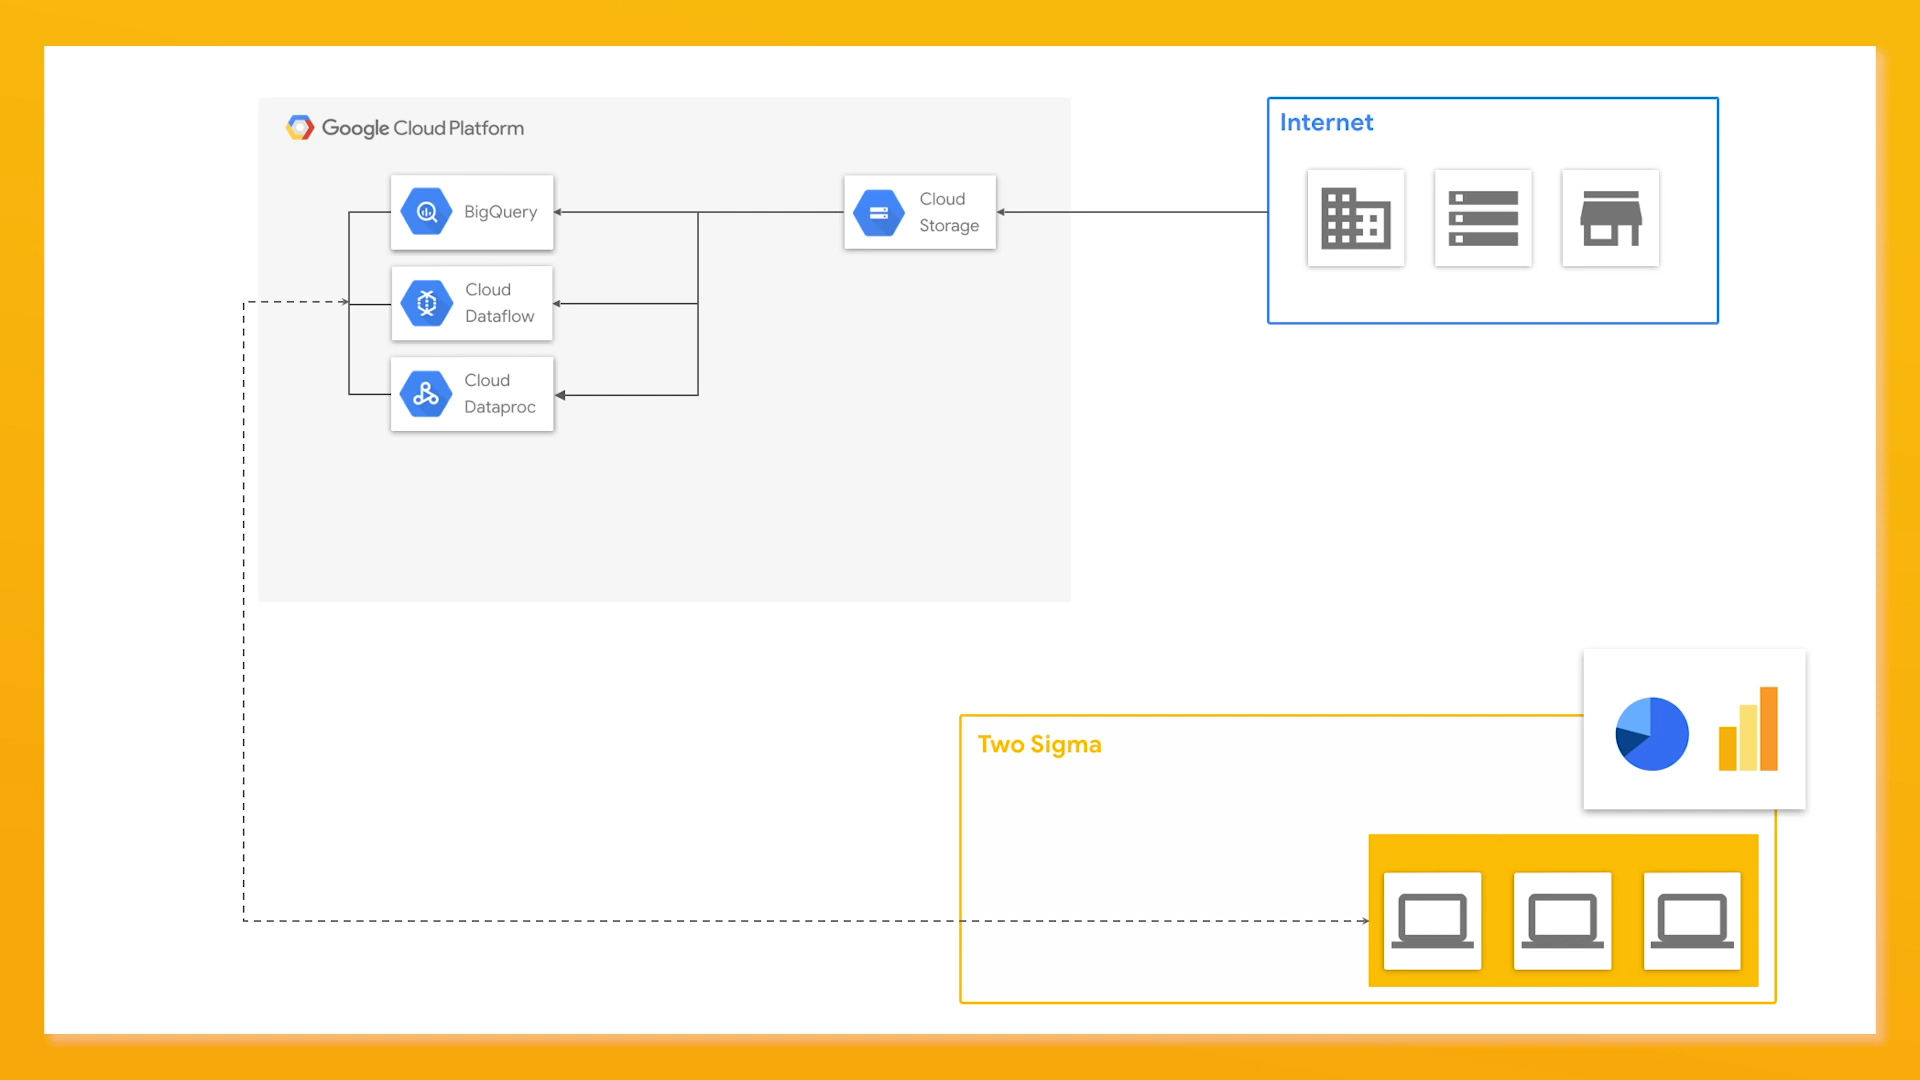 Google Cloud Platform
Internet
BigQuery
Cloud
Storage
Cloud
Dataflow
Cloud
Dataproc
Two Sigma